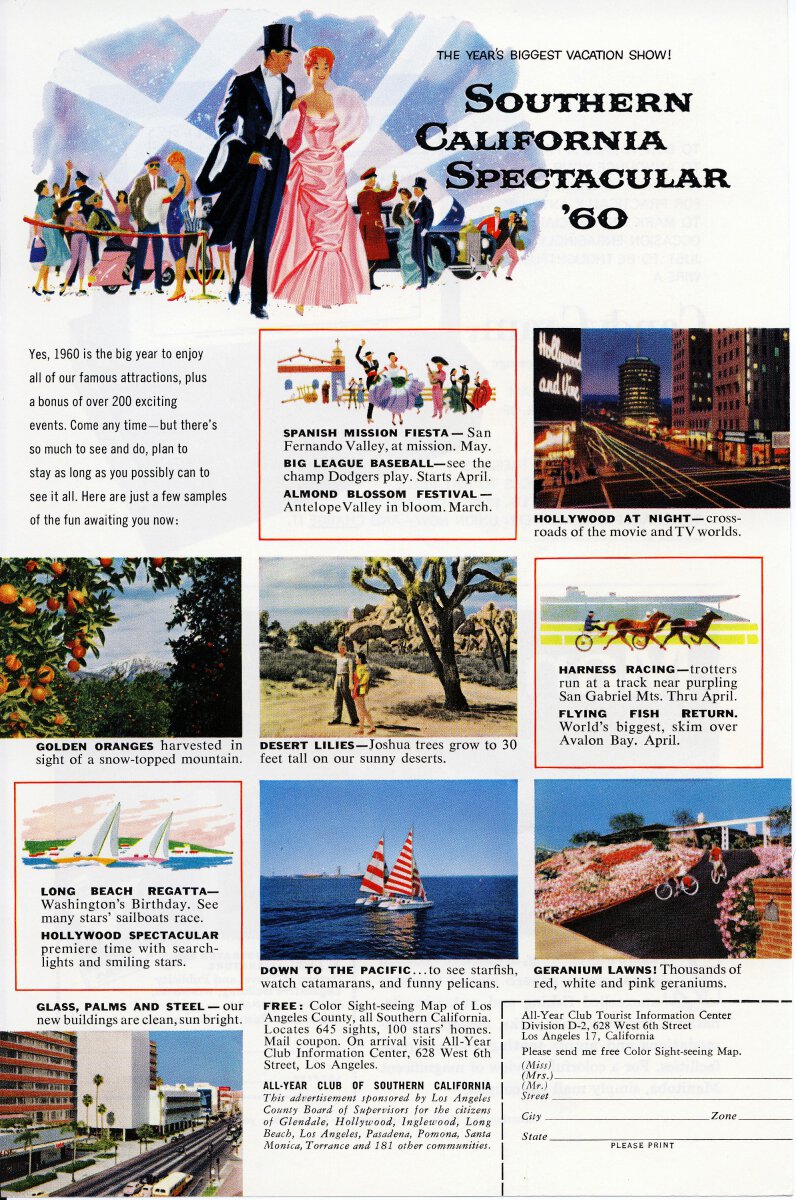 THE YEAR'S BIGGEST VACATION SHOW!
SOUTHERN
CALIFORNIA
SPECTACULAR
'60
Yes, 1960 is the big year to enjoy
all of our famous attractions, plus
a bonus of over 200 exciting
events. Come any time—but there's
so much to see and do, plan to
stay as long as you possibly can to
see it all. Here are just a few samples
of the fun awaiting you now:
SPANISH MISSION FIESTA— San
Fernando Valley, at mission. May.
BIG LEAGUE BASEBALL—see the
champ Dodgers play. Starts April.
ALMOND BLOSSOM FESTIVAL—
Antelope Valley in bloom. March.
Hollywood
and Vine
HOLLYWOOD AT NIGHT—cross-
roads of the movie and TV worlds.
GOLDEN ORANGES harvested in
sight of a snow-topped mountain.
DESERT LILIES—Joshua trees grow to 30
feet tall on our sunny deserts.
HARNESS RACING—trotters
run at a track near purpling
San Gabriel Mts. Thru April.
FLYING FISH RETURN.
World's biggest, skim over
Avalon Bay. April.
LONG BEACH REGATTA—
Washington's Birthday. See
many stars' sailboats race.
HOLLYWOOD SPECTACULAR
premiere time with search-
lights and smiling stars.
DOWN TO THE PACIFIC...to see starfish,
watch catamarans, and funny pelicans.
GERANIUM LAWNS! Thousands of
red, white and pink geraniums.
GLASS, PALMS AND STEEL — our
new buildings are clean, sun bright.
FREE: Color Sight-seeing Map of Los
Angeles County, all Southern California.
Locates 645 sights, 100 stars' homes.
Mail coupon. On arrival visit All-Year
Club Information Center, 628 West 6th
Street, Los Angeles.
ALL-YEAR CLUB OF SOUTHERN CALIFORNIA
This advertisement sponsored by Los Angeles
County Board of Supervisors for the citizens
of Glendale, Hollywood, Inglewood, Long
Beach, Los Angeles, Pasadena, Pomona, Santa
Monica, Torrance and 181 other communities.
All-Year Club Tourist Information Center
Division D-2, 628 West 6th Street
Los Angeles 17, California
Please send me free Color Sight-seeing Map.
(Miss)
(Mrs.)
(Mr.)
Street
City Zone
State
PLEASE PRINT